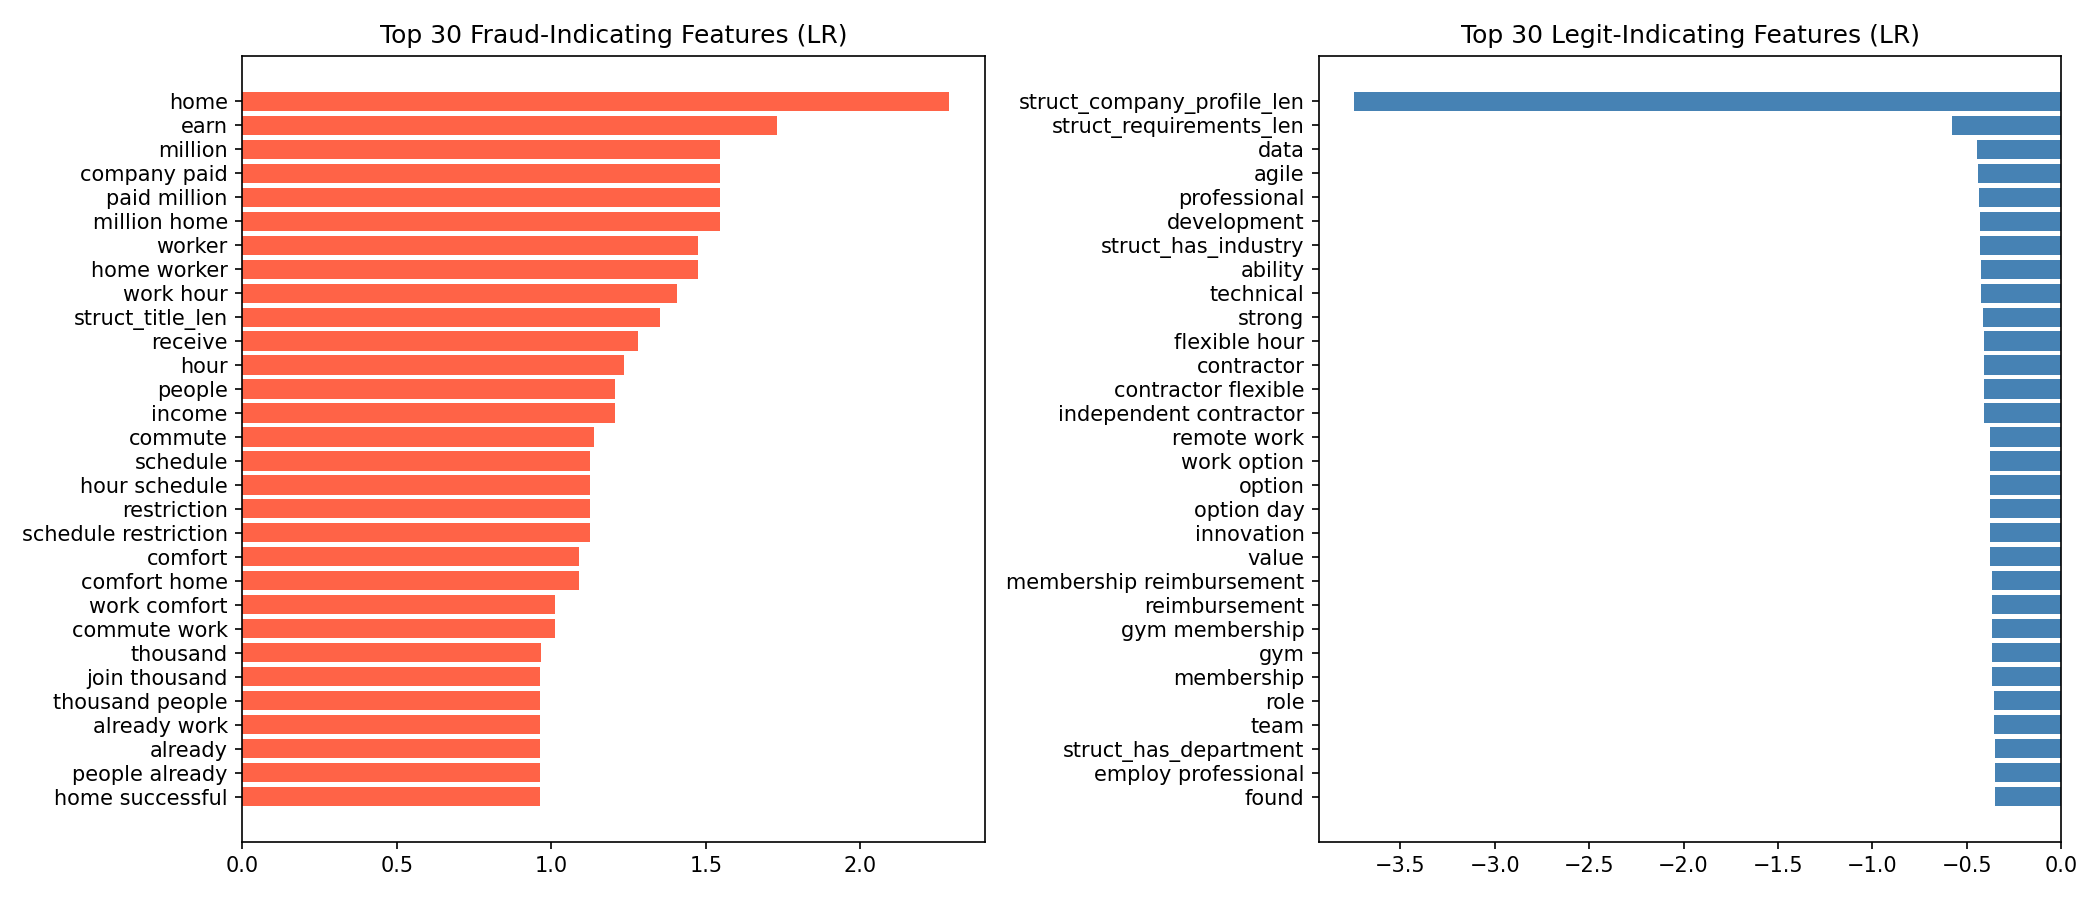 Top 30 Fraud-Indicating Features (LR)
home
earn
million
company paid
paid million
million home
worker
home worker
work hour
struct_title_len
receive
hour
people
income
commute
schedule
hour schedule
restriction
schedule restriction
comfort
comfort home
work comfort
commute work
thousand
join thousand
thousand people
already work
already
people already
home successful
0.0 0.5 1.0 1.5 2.0
Top 30 Legit-Indicating Features (LR)
struct_company_profile_len
struct_requirements_len
data
agile
professional
development
struct_has_industry
ability
technical
strong
flexible hour
contractor
contractor flexible
independent contractor
remote work
work option
option
option day
innovation
value
membership reimbursement
reimbursement
gym membership
gym
membership
role
team
struct_has_department
employ professional
found
−3.5 −3.0 −2.5 −2.0 −1.5 −1.0 −0.5 0.0